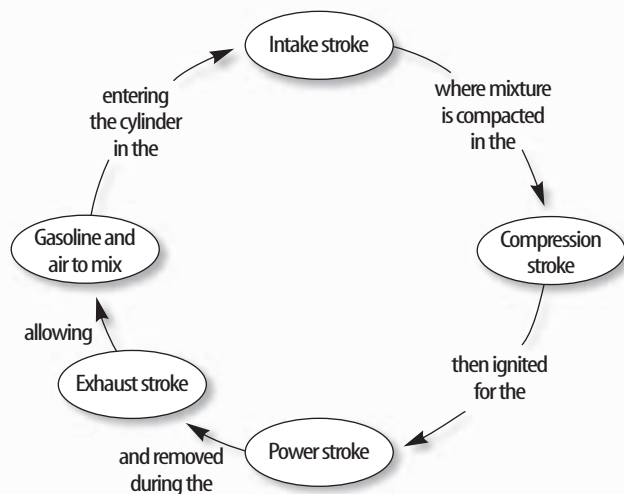 Intake stroke
where mixture
is compacted
in the
Compression
stroke
then ignited
for the
Power stroke
and removed
during the
Exhaust stroke
allowing
Gasoline and
air to mix
entering
the cylinder
in the